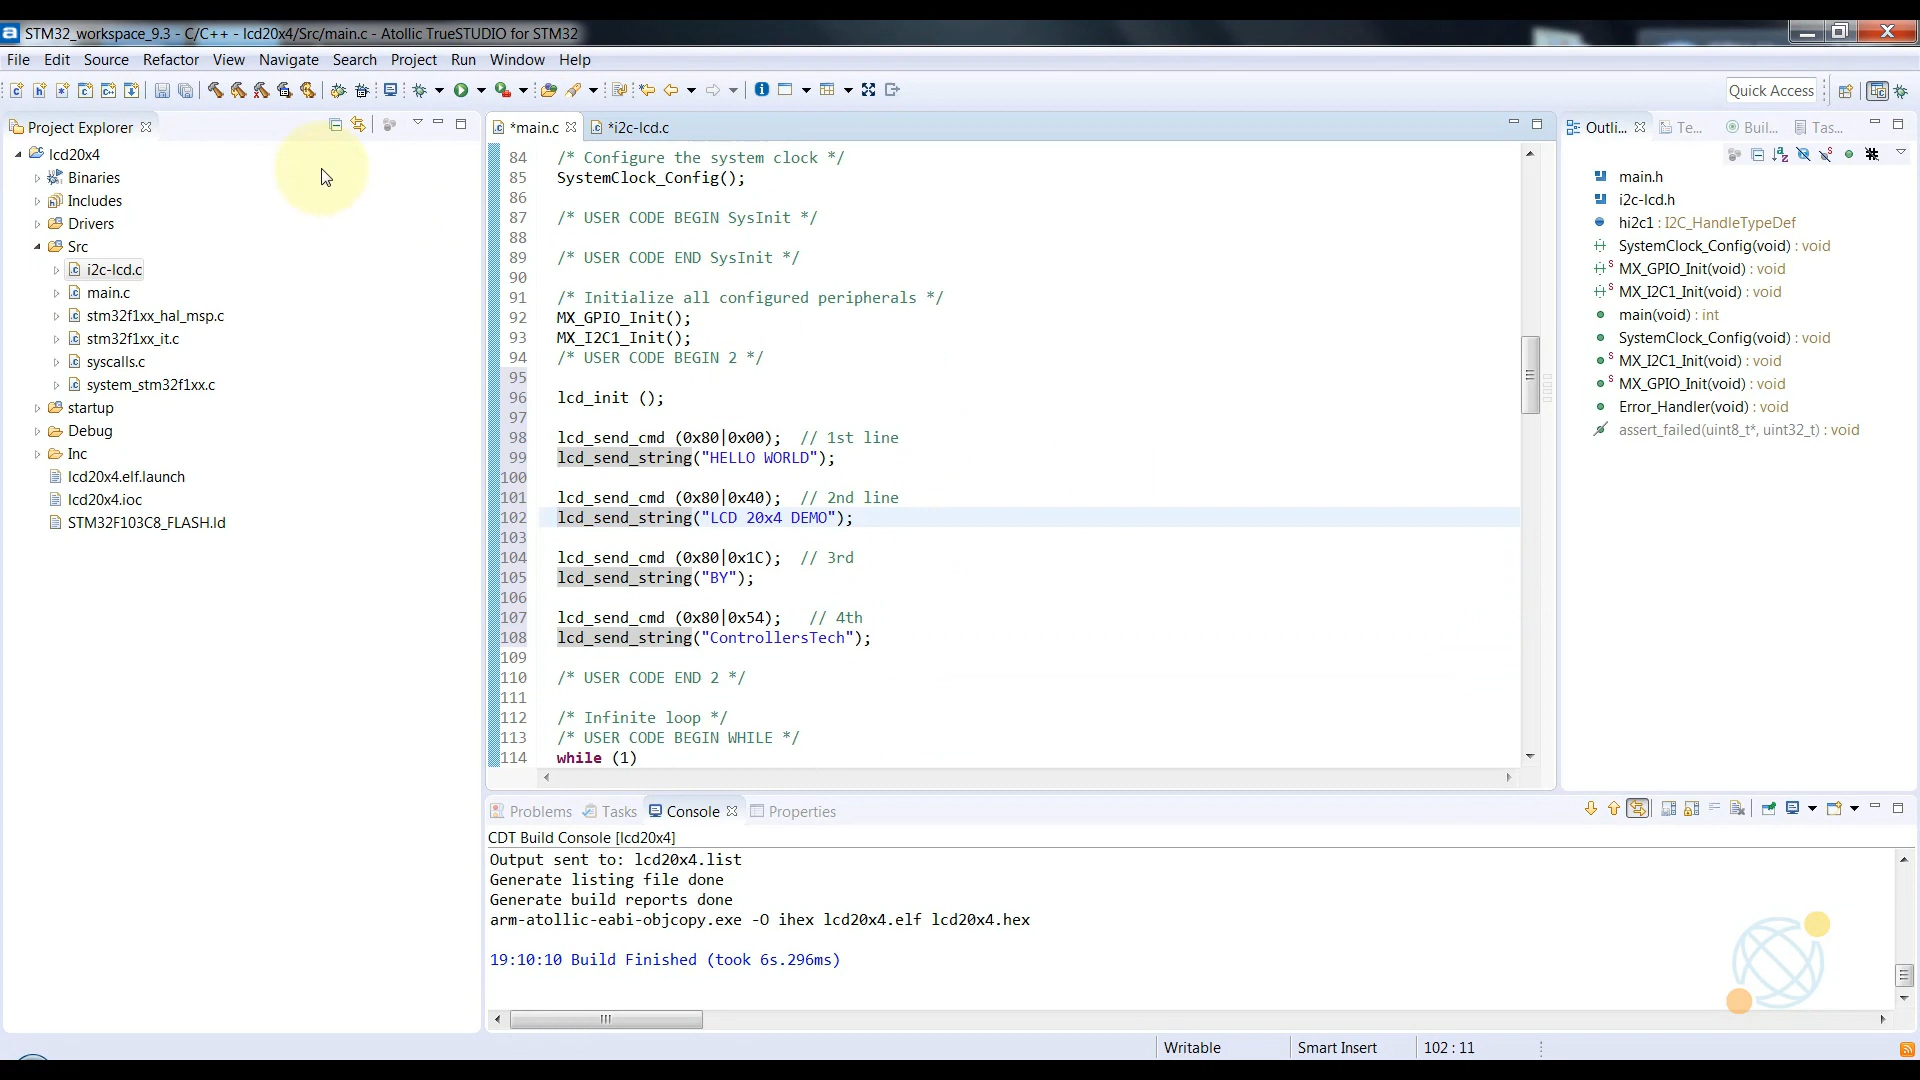 STM32_workspace_9.3 - C/C++ - lcd20x4/Src/main.c - Atollic TrueSTUDIO for STM32
File Edit Source Refactor View Navigate Search Project Run Window Help
Quick Access
Project Explorer
lcd20x4
Binaries
Includes
Drivers
Src
i2c-lcd.c
main.c
stm32f1xx_hal_msp.c
stm32f1xx_it.c
syscalls.c
system_stm32f1xx.c
startup
Debug
Inc
lcd20x4.elf.launch
lcd20x4.ioc
STM32F103C8_FLASH.ld
*main.c *i2c-lcd.c
84 /* Configure the system clock */
85 SystemClock_Config();
86
87 /* USER CODE BEGIN SysInit */
88
89 /* USER CODE END SysInit */
90
91 /* Initialize all configured peripherals */
92 MX_GPIO_Init();
93 MX_I2C1_Init();
94 /* USER CODE BEGIN 2 */
95
96 lcd_init ();
97
98 lcd_send_cmd (0x80|0x00); // 1st line
99 lcd_send_string("HELLO WORLD");
100
101 lcd_send_cmd (0x80|0x40); // 2nd line
102 lcd_send_string("LCD 20x4 DEMO");
103
104 lcd_send_cmd (0x80|0x1C); // 3rd
105 lcd_send_string("BY");
106
107 lcd_send_cmd (0x80|0x54); // 4th
108 lcd_send_string("ControllersTech");
109
110 /* USER CODE END 2 */
111
112 /* Infinite loop */
113 /* USER CODE BEGIN WHILE */
114 while (1)
Outli... Te... Buil... Tas...
main.h
i2c-lcd.h
hi2c1 : I2C_HandleTypeDef
SystemClock_Config(void) : void
MX_GPIO_Init(void) : void
MX_I2C1_Init(void) : void
main(void) : int
SystemClock_Config(void) : void
MX_I2C1_Init(void) : void
MX_GPIO_Init(void) : void
Error_Handler(void) : void
assert_failed(uint8_t*, uint32_t) : void
Problems Tasks Console Properties
CDT Build Console [lcd20x4]
Output sent to: lcd20x4.list
Generate listing file done
Generate build reports done
arm-atollic-eabi-objcopy.exe -O ihex lcd20x4.elf lcd20x4.hex
19:10:10 Build Finished (took 6s.296ms)
Writable Smart Insert 102 : 11